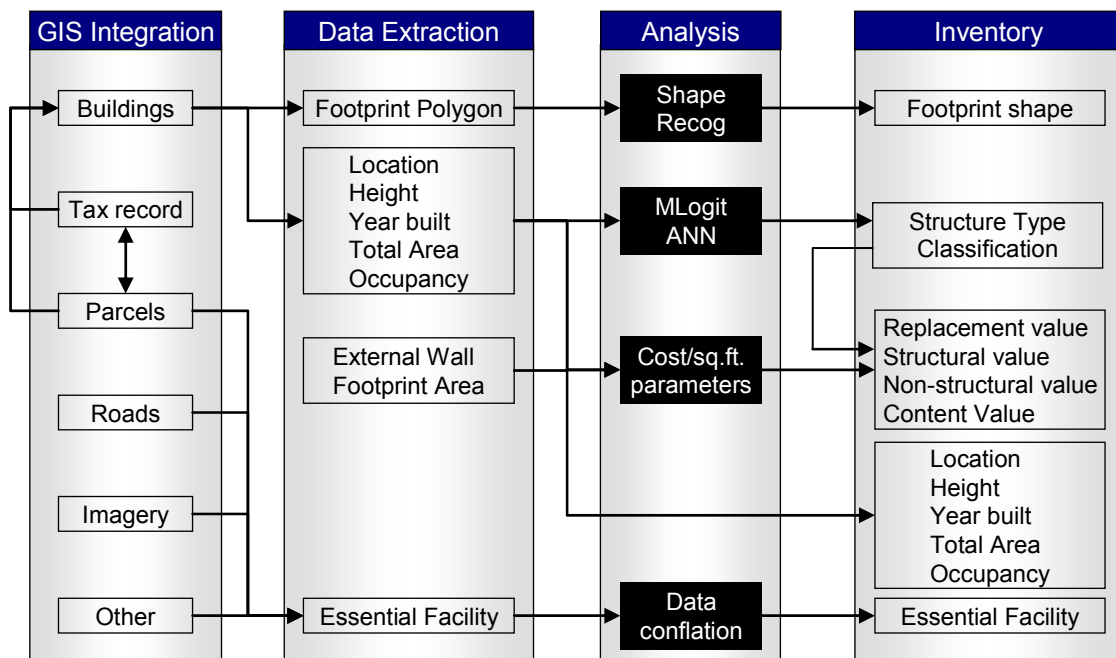 GIS Integration
Buildings
Tax record
Parcels
Roads
Imagery
Other
Data Extraction
Footprint Polygon
Location
Height
Year built
Total Area
Occupancy
External Wall
Footprint Area
Essential Facility
Analysis
Shape
Recog
MLogit
ANN
Cost/sq.ft.
parameters
Data
conflation
Inventory
Footprint shape
Structure Type
Classification
Replacement value
Structural value
Non-structural value
Content Value
Location
Height
Year built
Total Area
Occupancy
Essential Facility